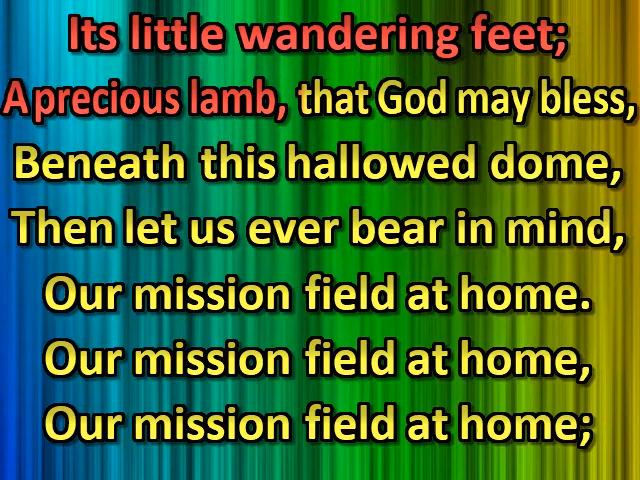 Its little wandering feet;
A precious lamb, that God may bless,
Beneath this hallowed dome,
Then let us ever bear in mind,
Our mission field at home.
Our mission field at home,
Our mission field at home;